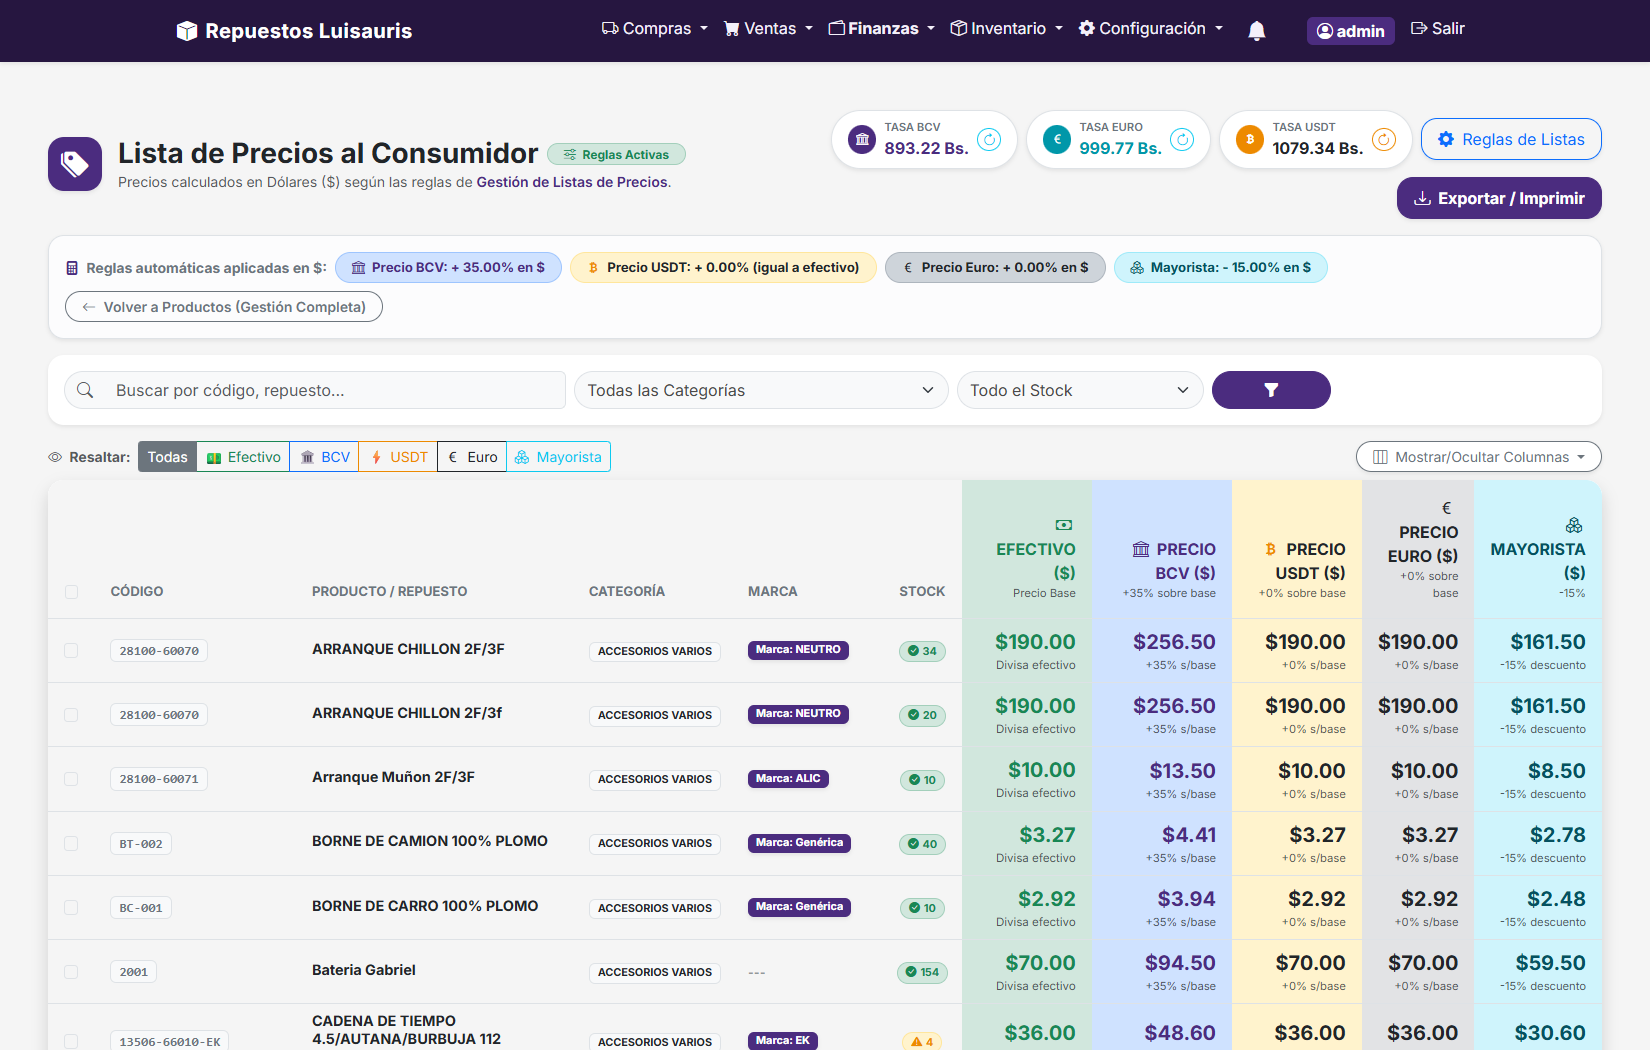 Repuestos Luisauris
Compras Ventas Finanzas Inventario Configuración admin Salir
Lista de Precios al Consumidor Reglas Activas
Precios calculados en Dólares ($) según las reglas de Gestión de Listas de Precios.
TASA BCV
893.22 Bs.
TASA EURO
999.77 Bs.
TASA USDT
1079.34 Bs.
Reglas de Listas
Exportar / Imprimir
Reglas automáticas aplicadas en $: Precio BCV: + 35.00% en $ Precio USDT: + 0.00% (igual a efectivo) € Precio Euro: + 0.00% en $ Mayorista: - 15.00% en $
Volver a Productos (Gestión Completa)
Buscar por código, repuesto... Todas las Categorías Todo el Stock
Resaltar: Todas Efectivo BCV USDT € Euro Mayorista Mostrar/Ocultar Columnas
CÓDIGO PRODUCTO / REPUESTO CATEGORÍA MARCA STOCK
EFECTIVO
($)
Precio Base
PRECIO
BCV ($)
+35% sobre base
PRECIO
USDT ($)
+0% sobre base
€
PRECIO
EURO ($)
+0% sobre
base
MAYORISTA
($)
-15%
28100-60070 ARRANQUE CHILLON 2F/3F ACCESORIOS VARIOS Marca: NEUTRO 34 $190.00 $256.50 $190.00 $190.00 $161.50
Divisa efectivo +35% s/base +0% s/base +0% s/base -15% descuento
28100-60070 ARRANQUE CHILLON 2F/3f ACCESORIOS VARIOS Marca: NEUTRO 20 $190.00 $256.50 $190.00 $190.00 $161.50
Divisa efectivo +35% s/base +0% s/base +0% s/base -15% descuento
28100-60071 Arranque Muñon 2F/3F ACCESORIOS VARIOS Marca: ALIC 10 $10.00 $13.50 $10.00 $10.00 $8.50
Divisa efectivo +35% s/base +0% s/base +0% s/base -15% descuento
BT-002 BORNE DE CAMION 100% PLOMO ACCESORIOS VARIOS Marca: Genérica 40 $3.27 $4.41 $3.27 $3.27 $2.78
Divisa efectivo +35% s/base +0% s/base +0% s/base -15% descuento
BC-001 BORNE DE CARRO 100% PLOMO ACCESORIOS VARIOS Marca: Genérica 10 $2.92 $3.94 $2.92 $2.92 $2.48
Divisa efectivo +35% s/base +0% s/base +0% s/base -15% descuento
2001 Bateria Gabriel ACCESORIOS VARIOS --- 154 $70.00 $94.50 $70.00 $70.00 $59.50
Divisa efectivo +35% s/base +0% s/base +0% s/base -15% descuento
CADENA DE TIEMPO
4.5/AUTANA/BURBUJA 112
13506-66010-EK ACCESORIOS VARIOS Marca: EK 4 $36.00 $48.60 $36.00 $36.00 $30.60